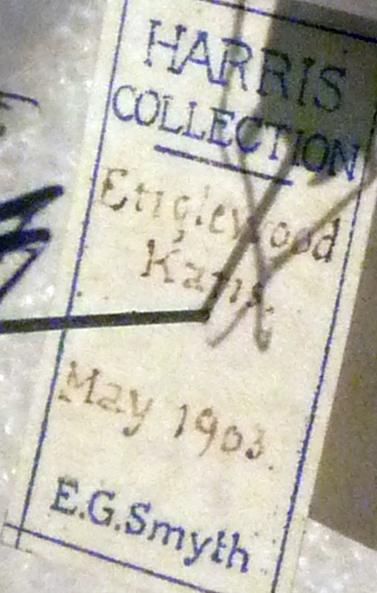 HARRIS
COLLECTION
Englewood
Kans.
May 1903.
E.G.Smyth